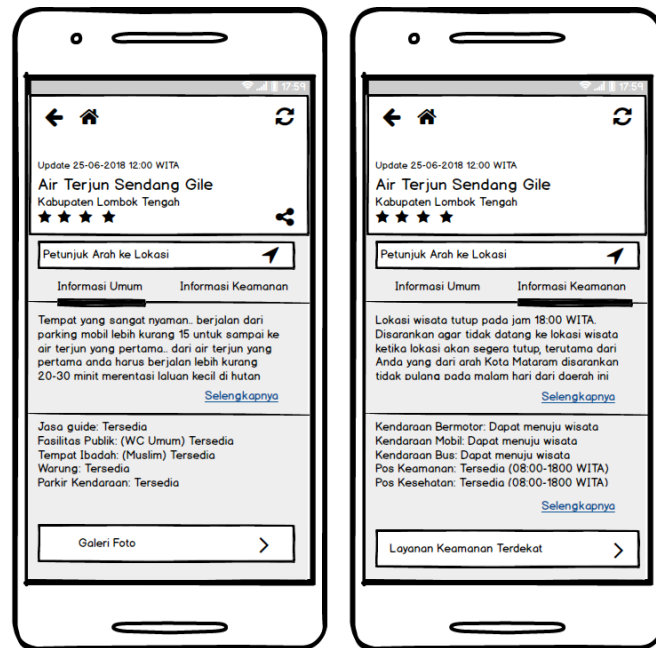 17:59
Update 25-06-2018 12:00 WITA
Air Terjun Sendang Gile
Kabupaten Lombok Tengah
Petunjuk Arah ke Lokasi
Informasi Umum
Informasi Keamanan
Tempat yang sangat nyaman.. berjalan dari
parking mobil lebih kurang 15 untuk sampai ke
air terjun yang pertama.. dari air terjun yang
pertama anda harus berjalan lebih kurang
20-30 minit merentasi laluan kecil di hutan
Selengkapnya
Jasa guide: Tersedia
Fasilitas Publik: (WC Umum) Tersedia
Tempat Ibadah: (Muslim) Tersedia
Warung: Tersedia
Parkir Kendaraan: Tersedia
Galeri Foto
17:59
Update 25-06-2018 12:00 WITA
Air Terjun Sendang Gile
Kabupaten Lombok Tengah
Petunjuk Arah ke Lokasi
Informasi Umum
Informasi Keamanan
Lokasi wisata tutup pada jam 18:00 WITA.
Disarankan agar tidak datang ke lokasi wisata
ketika lokasi akan segera tutup, terutama dari
Anda yang dari arah Kota Mataram disarankan
tidak pulang pada malam hari dari daerah ini
Selengkapnya
Kendaraan Bermotor: Dapat menuju wisata
Kendaraan Mobil: Dapat menuju wisata
Kendaraan Bus: Dapat menuju wisata
Pos Keamanan: Tersedia (08:00-1800 WITA)
Pos Kesehatan: Tersedia (08:00-1800 WITA)
Selengkapnya
Layanan Keamanan Terdekat